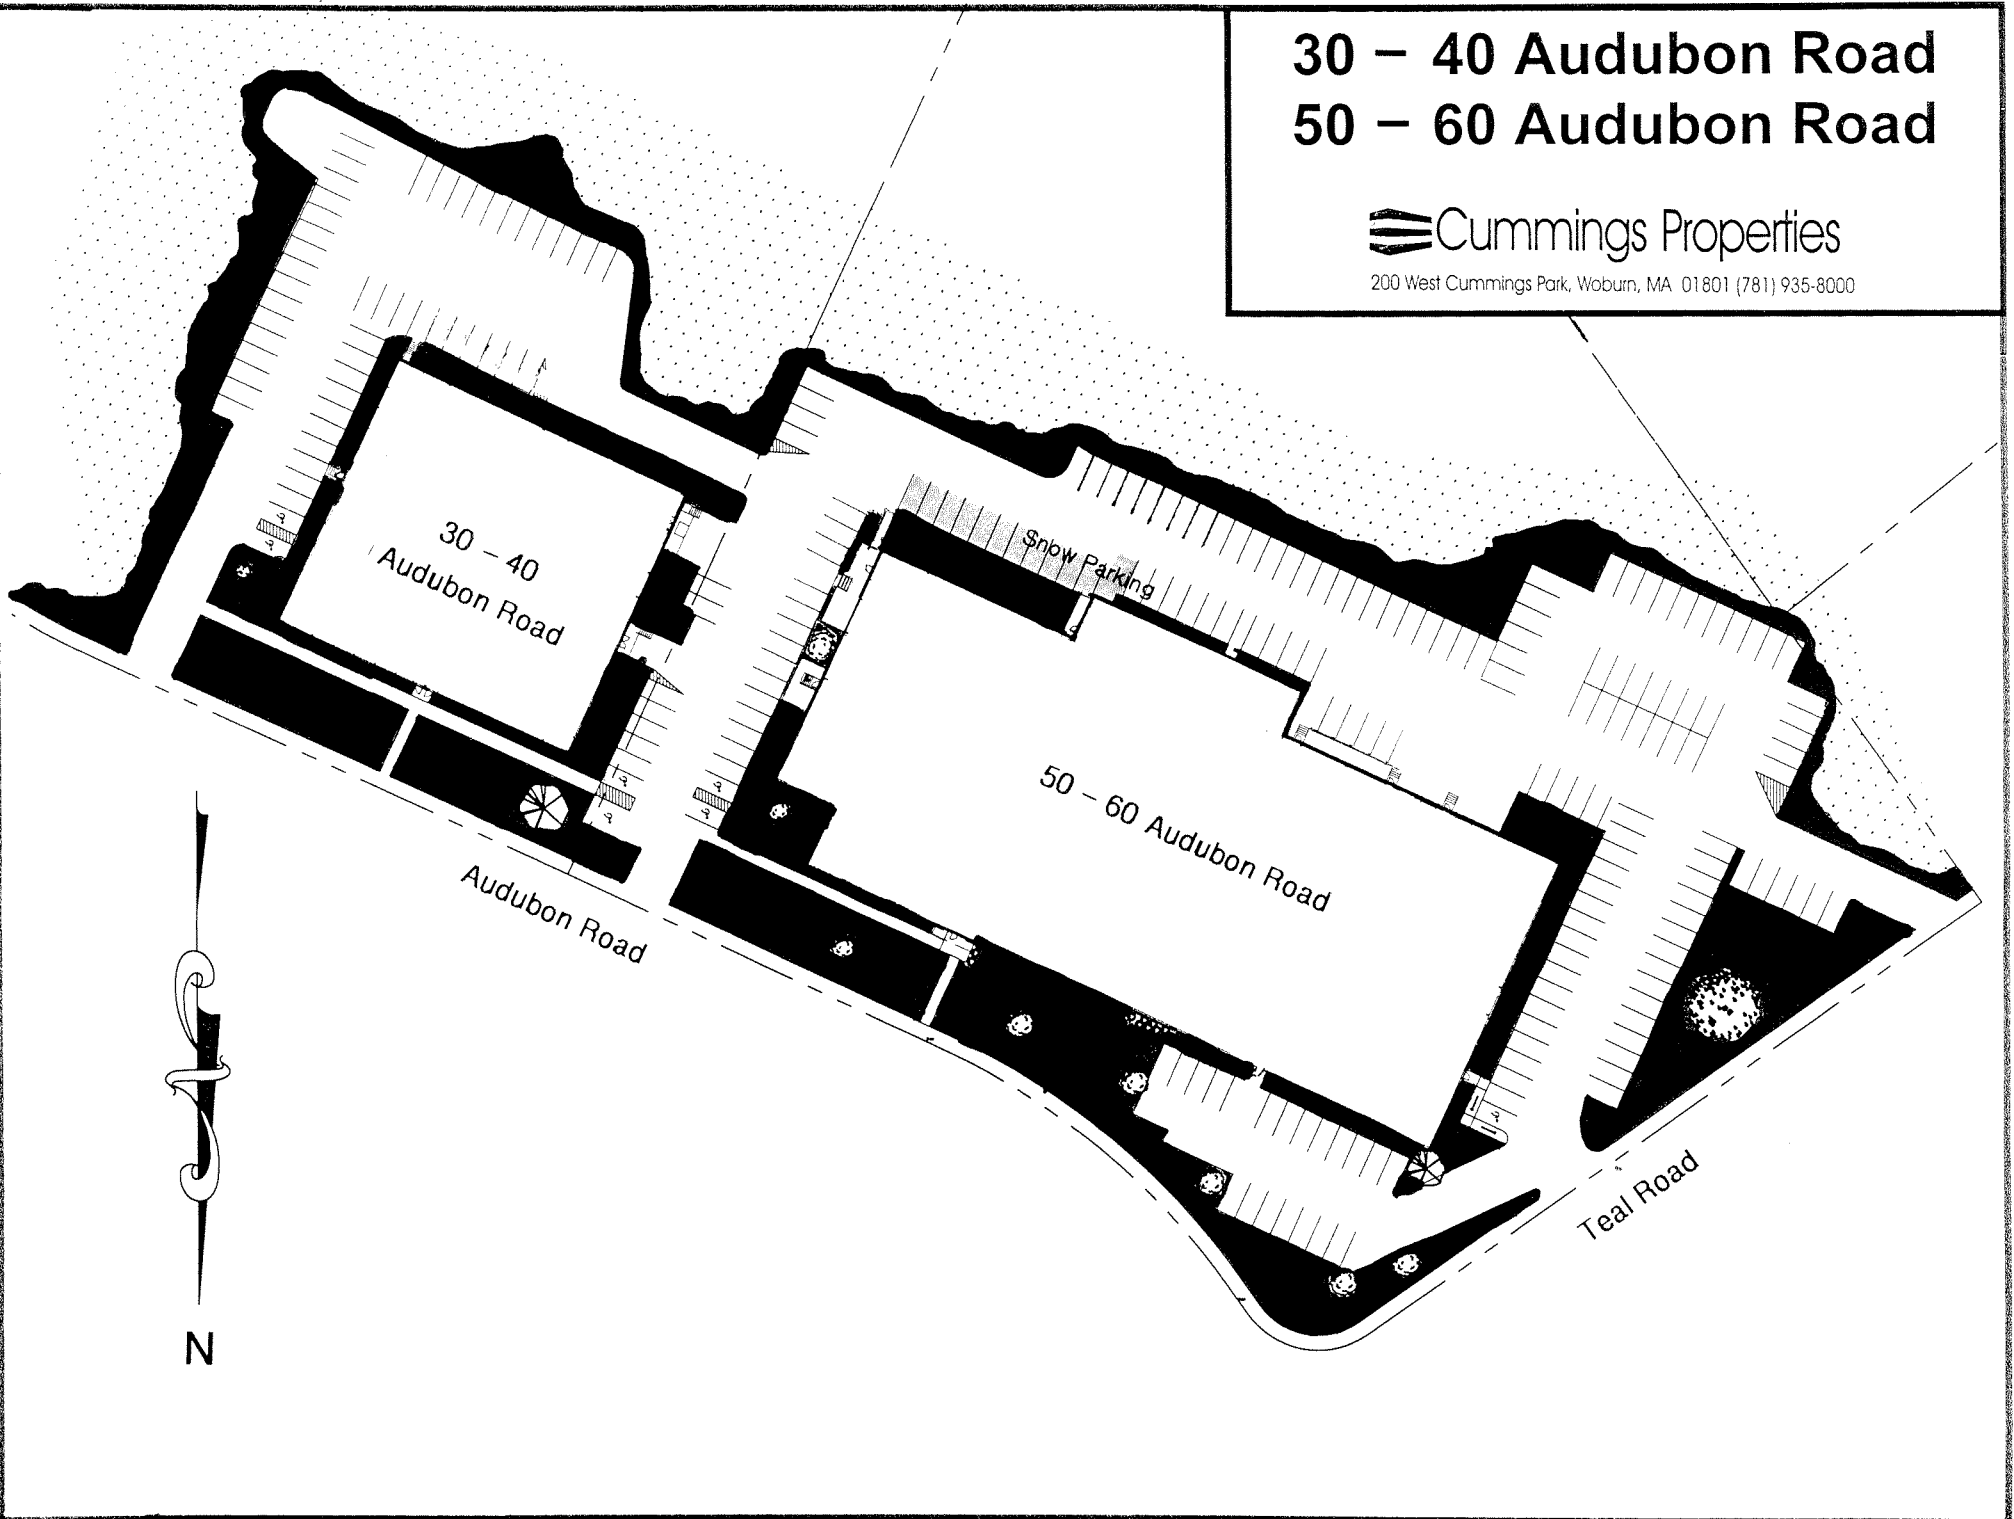 30 – 40 Audubon Road
50 – 60 Audubon Road
Cummings Properties
200 West Cummings Park, Woburn, MA 01801 (781) 935-8000
30 – 40
Audubon Road
Snow Parking
50 – 60 Audubon Road
Audubon Road
Teal Road
N